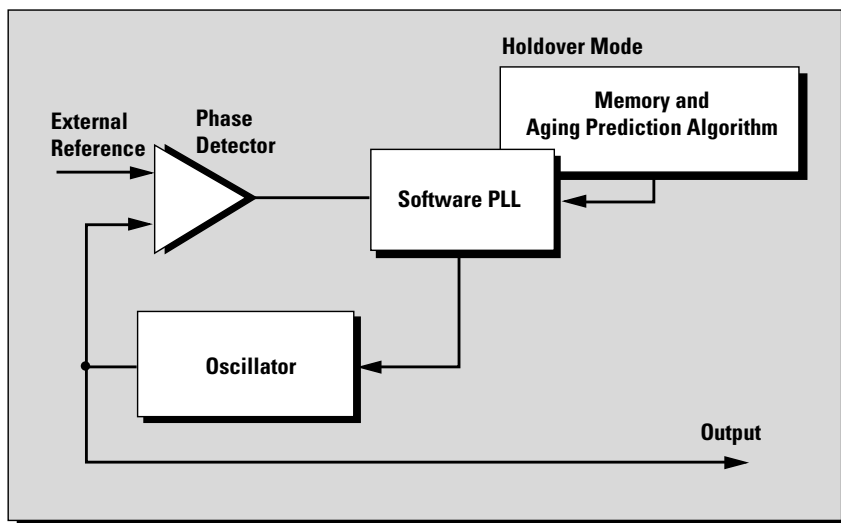 Holdover Mode
Memory and
Aging Prediction Algorithm
External
Reference
Phase
Detector
Software PLL
Oscillator
Output